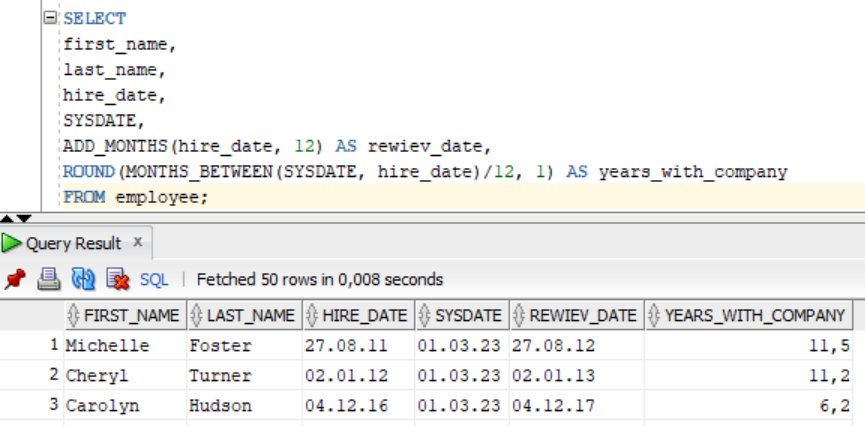 SELECT
first_name,
last_name,
hire_date,
SYSDATE,
ADD_MONTHS(hire_date, 12) AS rewiev_date,
ROUND(MONTHS_BETWEEN(SYSDATE, hire_date)/12, 1) AS years_with_company
FROM employee;
Query Result x
SQL | Fetched 50 rows in 0,008 seconds
FIRST_NAME LAST_NAME HIRE_DATE SYSDATE REWIEV_DATE YEARS_WITH_COMPANY
1 Michelle Foster 27.08.11 01.03.23 27.08.12 11,5
2 Cheryl Turner 02.01.12 01.03.23 02.01.13 11,2
3 Carolyn Hudson 04.12.16 01.03.23 04.12.17 6,2